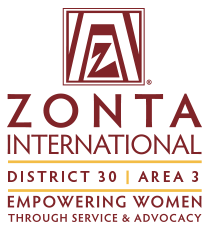 Z
®
ZONTA
INTERNATIONAL
DISTRICT 30 | AREA 3
EMPOWERING WOMEN
THROUGH SERVICE & ADVOCACY